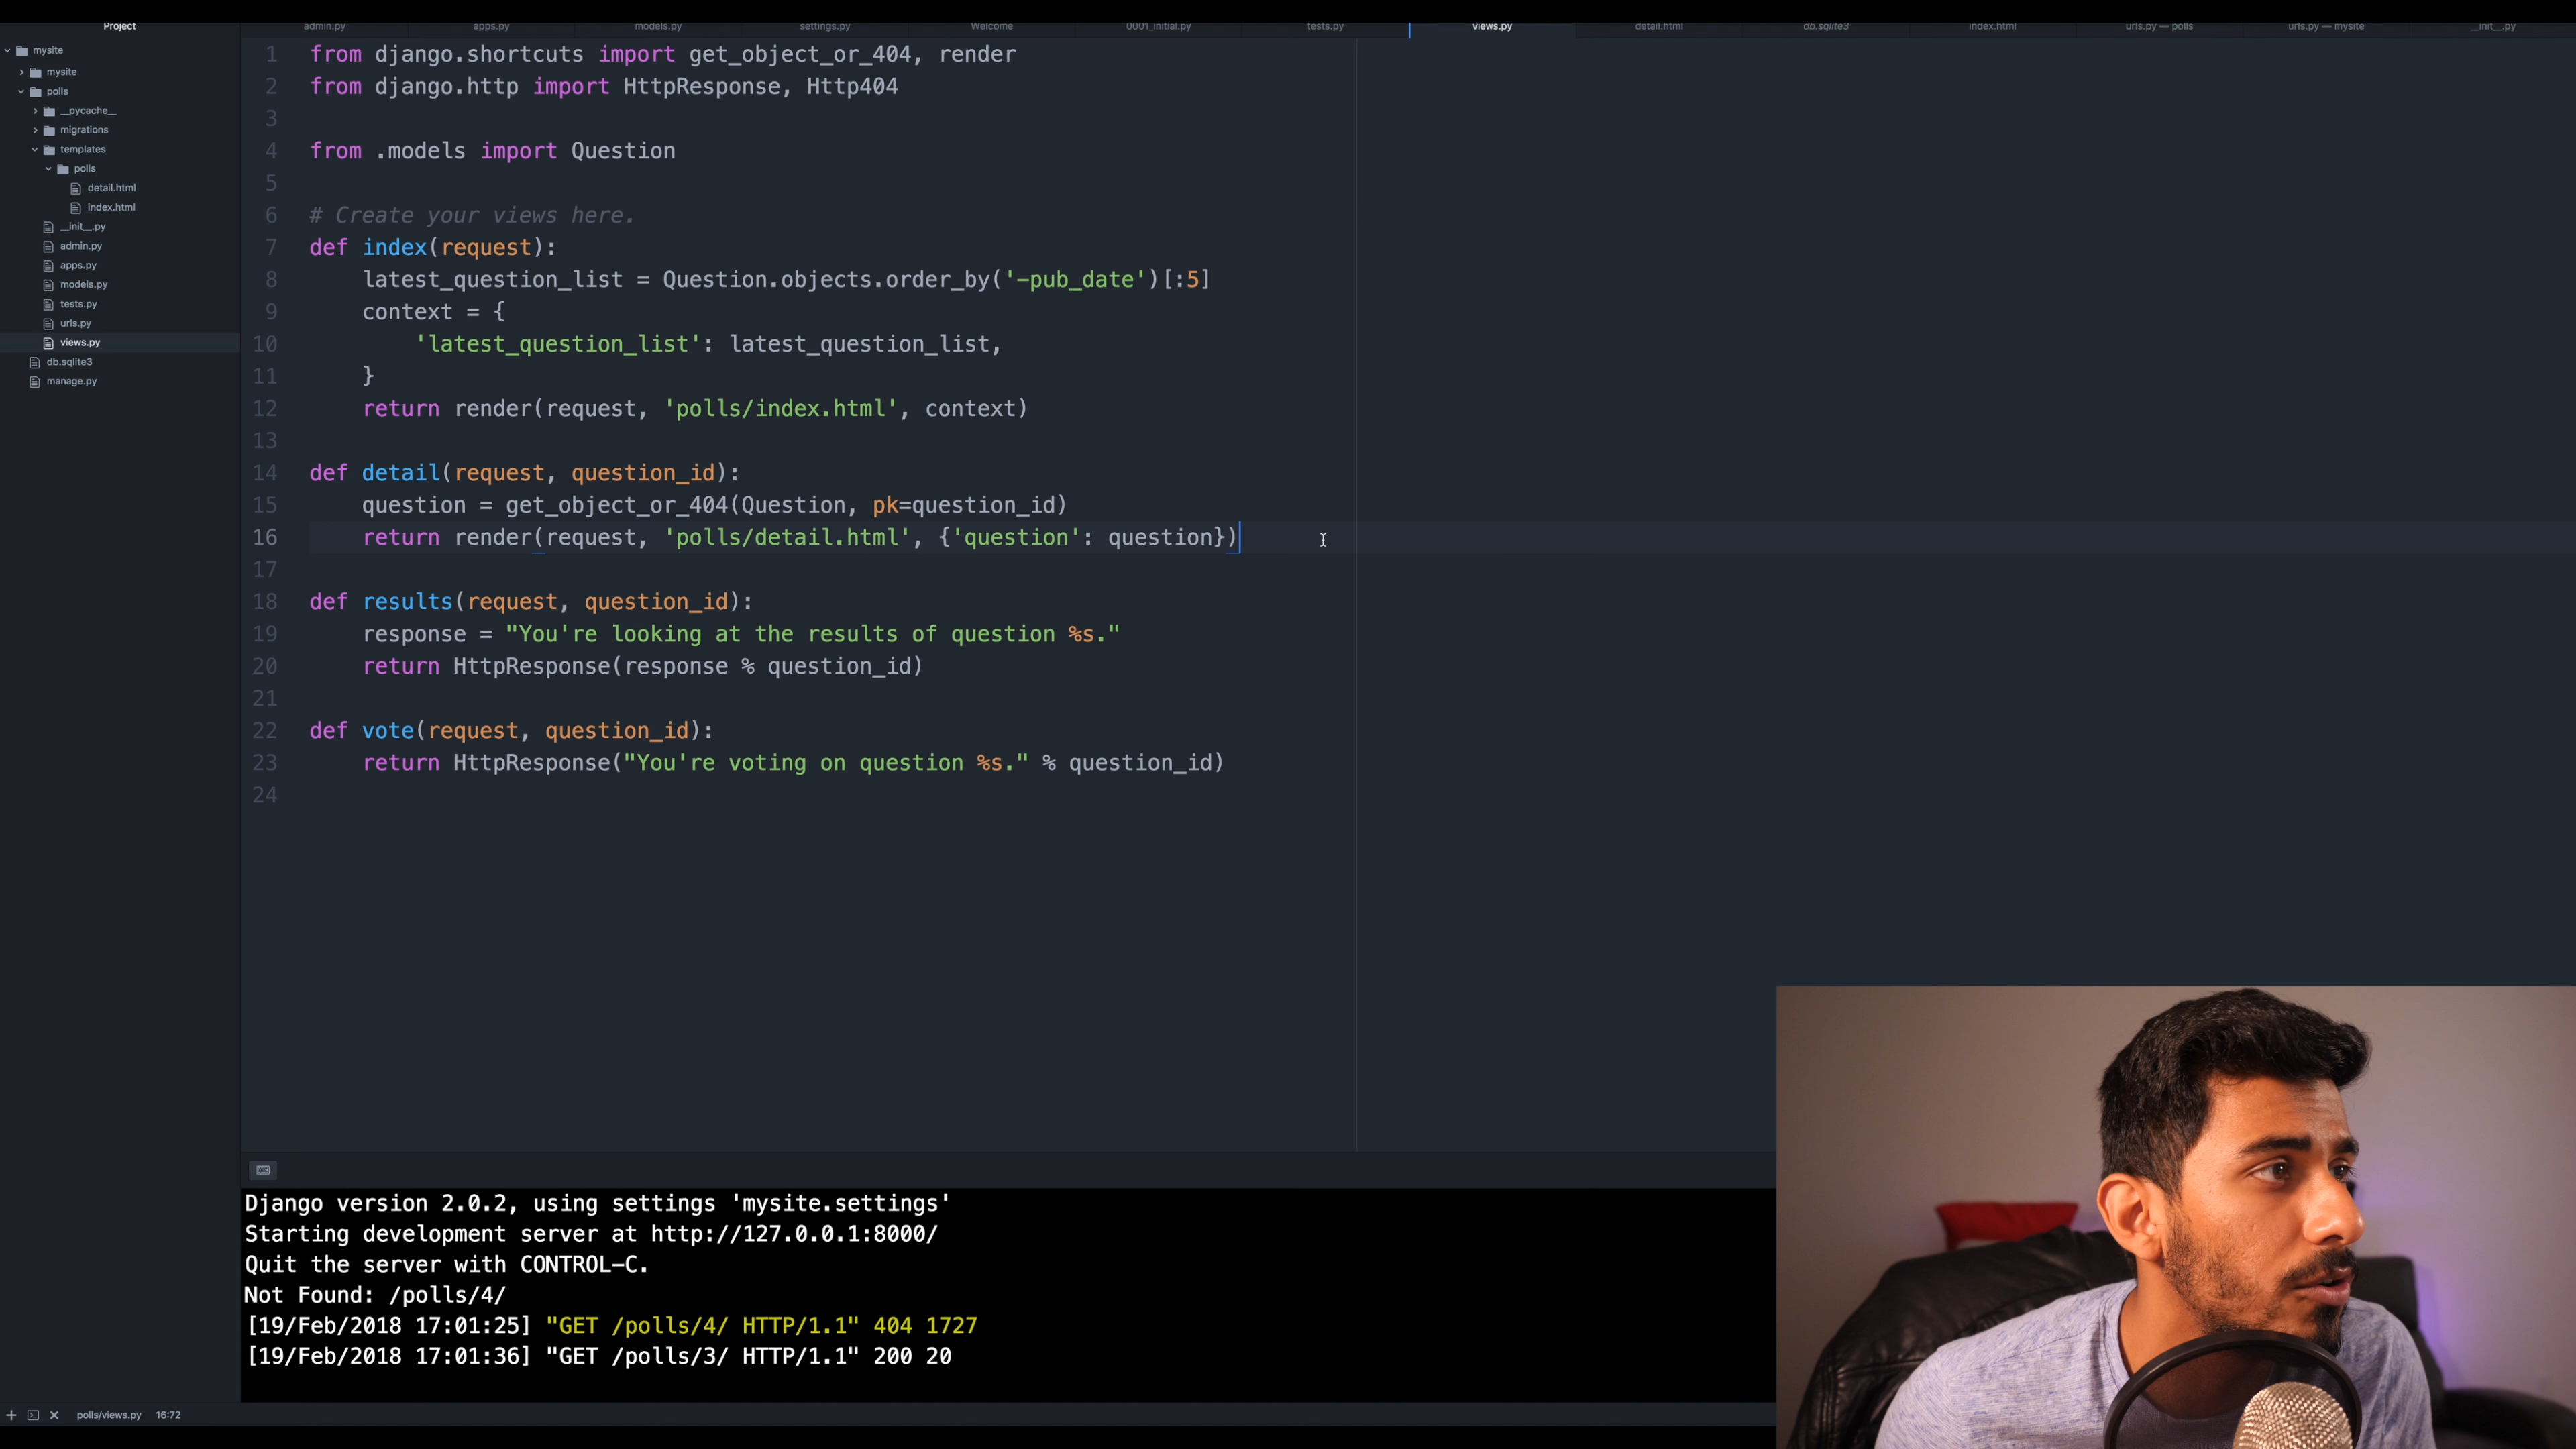 Project
admin.py
apps.py
models.py
settings.py
Welcome
0001_initial.py
tests.py
views.py
detail.html
db.sqlite3
index.html
urls.py — polls
urls.py — mysite
__init__.py
mysite
mysite
polls
__pycache__
migrations
templates
polls
detail.html
index.html
__init__.py
admin.py
apps.py
models.py
tests.py
urls.py
views.py
db.sqlite3
manage.py
1 from django.shortcuts import get_object_or_404, render
2 from django.http import HttpResponse, Http404
3
4 from .models import Question
5
6 # Create your views here.
7 def index(request):
8     latest_question_list = Question.objects.order_by('-pub_date')[:5]
9     context = {
10         'latest_question_list': latest_question_list,
11     }
12     return render(request, 'polls/index.html', context)
13
14 def detail(request, question_id):
15     question = get_object_or_404(Question, pk=question_id)
16     return render(request, 'polls/detail.html', {'question': question})
17
18 def results(request, question_id):
19     response = "You're looking at the results of question %s."
20     return HttpResponse(response % question_id)
21
22 def vote(request, question_id):
23     return HttpResponse("You're voting on question %s." % question_id)
24
Django version 2.0.2, using settings 'mysite.settings'
Starting development server at http://127.0.0.1:8000/
Quit the server with CONTROL-C.
Not Found: /polls/4/
[19/Feb/2018 17:01:25] "GET /polls/4/ HTTP/1.1" 404 1727
[19/Feb/2018 17:01:36] "GET /polls/3/ HTTP/1.1" 200 20
polls/views.py 16:72